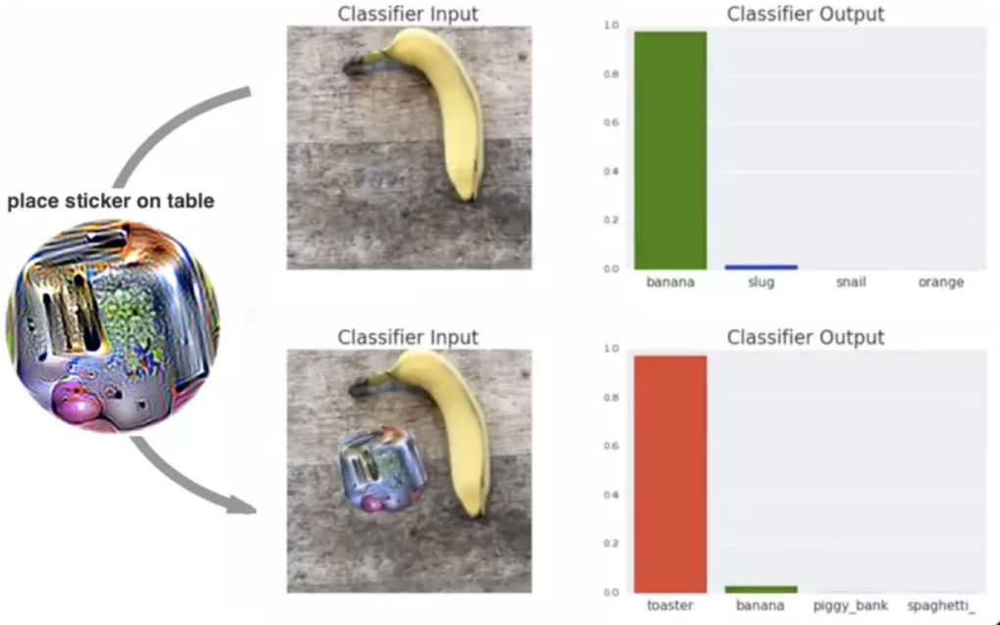 Classifier Input
Classifier Output
1.0
0.8
0.6
0.4
0.2
0.0
banana slug snail orange
place sticker on table
Classifier Input
Classifier Output
1.0
0.8
0.6
0.4
0.2
0.0
toaster banana piggy_bank spaghetti_